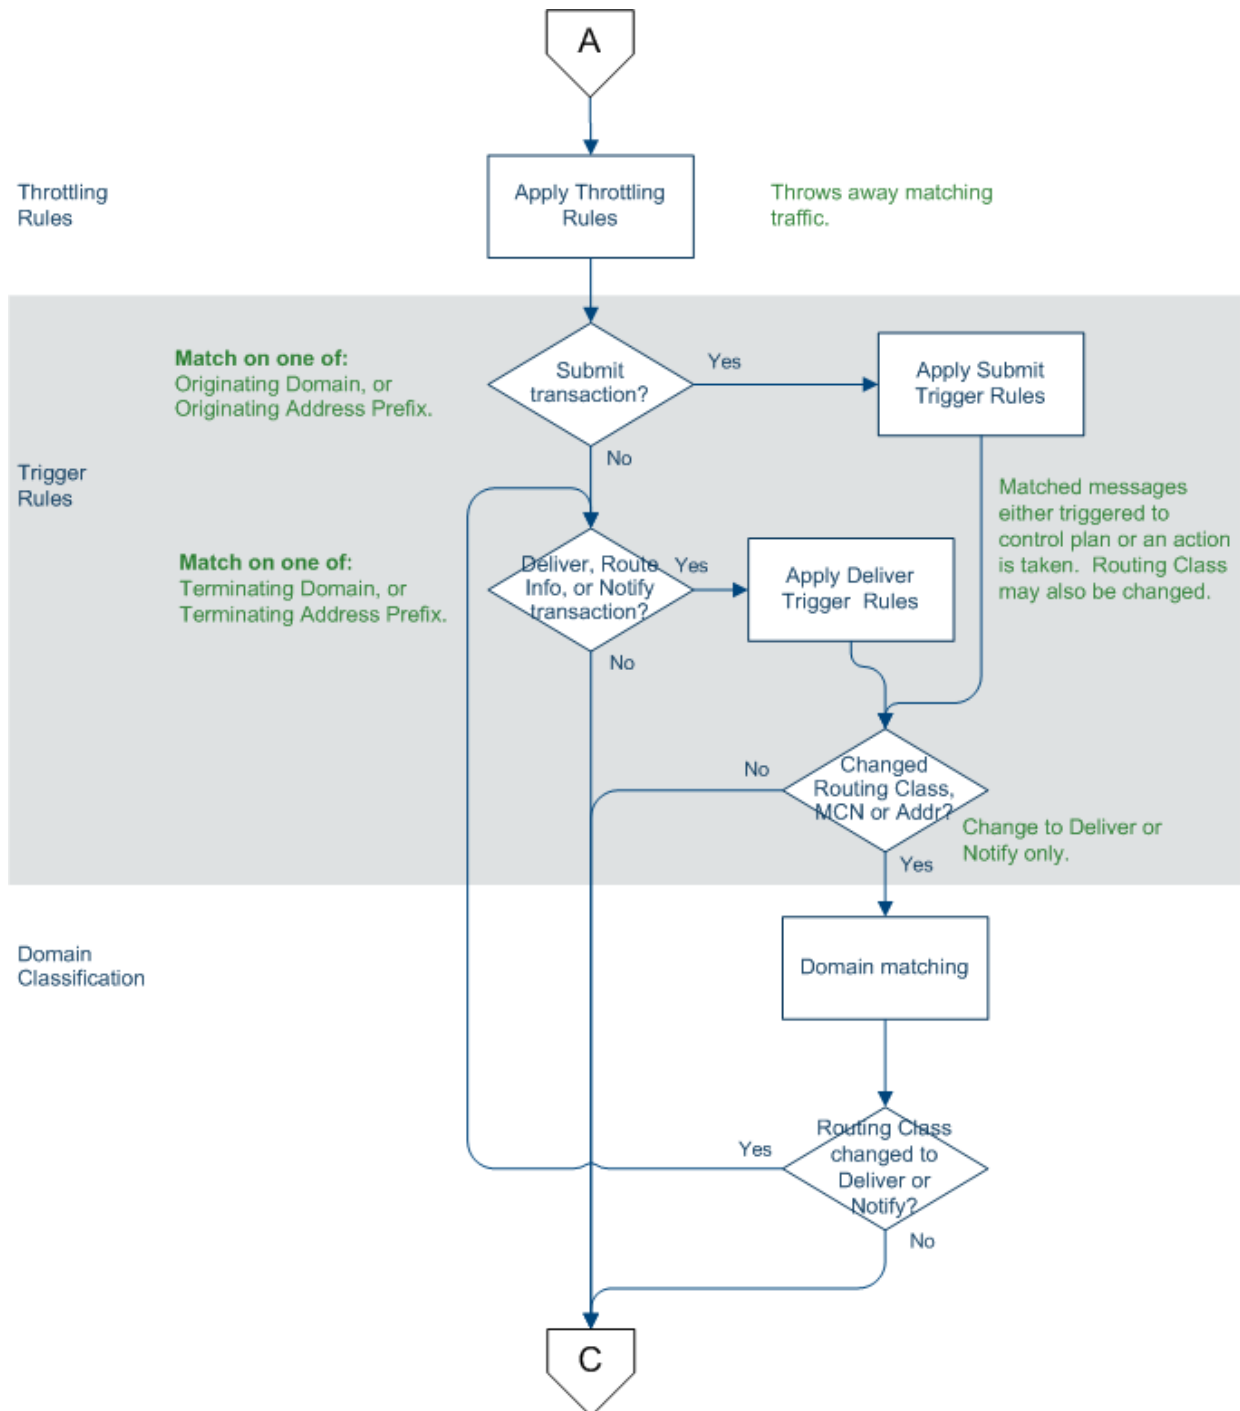 A
Throttling
Rules
Apply Throttling
Rules
Throws away matching
traffic.
Match on one of:
Originating Domain, or
Originating Address Prefix.
Submit
transaction?
Yes
Apply Submit
Trigger Rules
No
Trigger
Rules
Matched messages
either triggered to
control plan or an action
is taken. Routing Class
may also be changed.
Match on one of:
Terminating Domain, or
Terminating Address Prefix.
Deliver, Route
Info, or Notify
transaction?
Yes
Apply Deliver
Trigger Rules
No
No
Changed
Routing Class,
MCN or Addr?
Change to Deliver or
Notify only.
Yes
Domain
Classification
Domain matching
Yes
Routing Class
changed to
Deliver or
Notify?
No
C